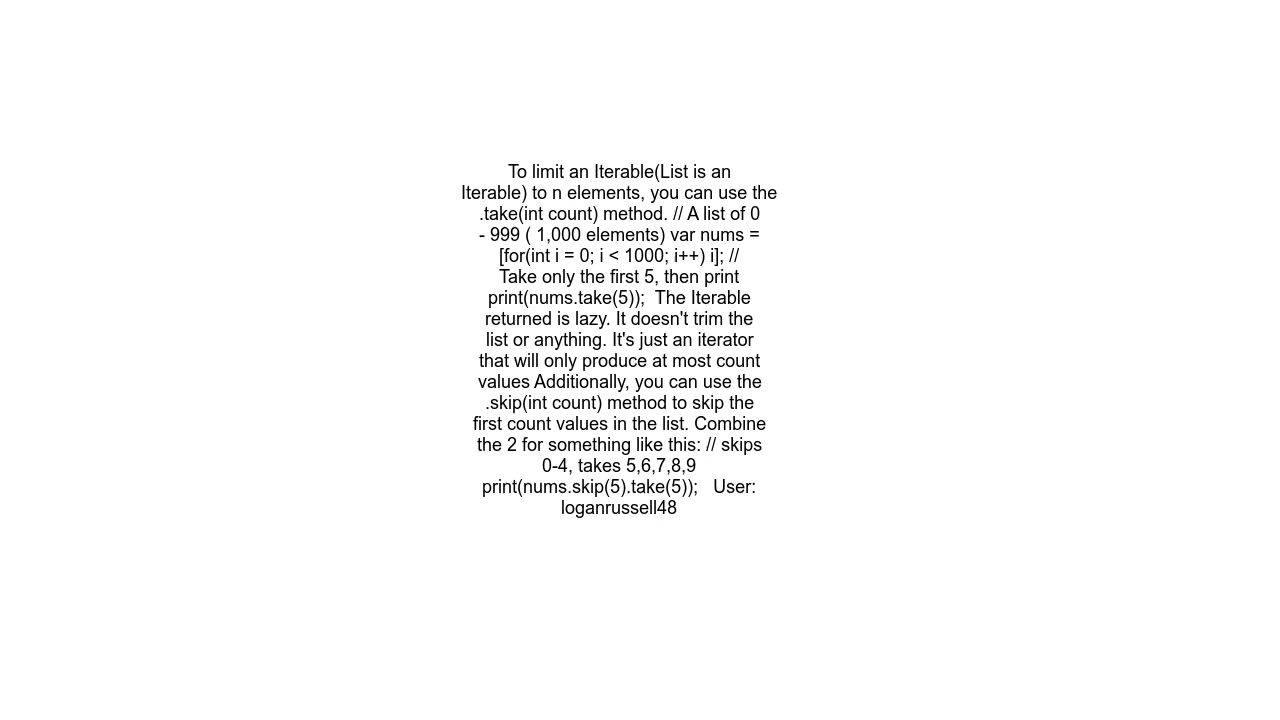 To limit an Iterable(List is an
Iterable) to n elements, you can use the
.take(int count) method. // A list of 0
- 999 ( 1,000 elements) var nums =
[for(int i = 0; i < 1000; i++) i]; //
Take only the first 5, then print
print(nums.take(5));  The Iterable
returned is lazy. It doesn't trim the
list or anything. It's just an iterator
that will only produce at most count
values Additionally, you can use the
.skip(int count) method to skip the
first count values in the list. Combine
the 2 for something like this: // skips
0-4, takes 5,6,7,8,9
print(nums.skip(5).take(5));   User:
loganrussell48